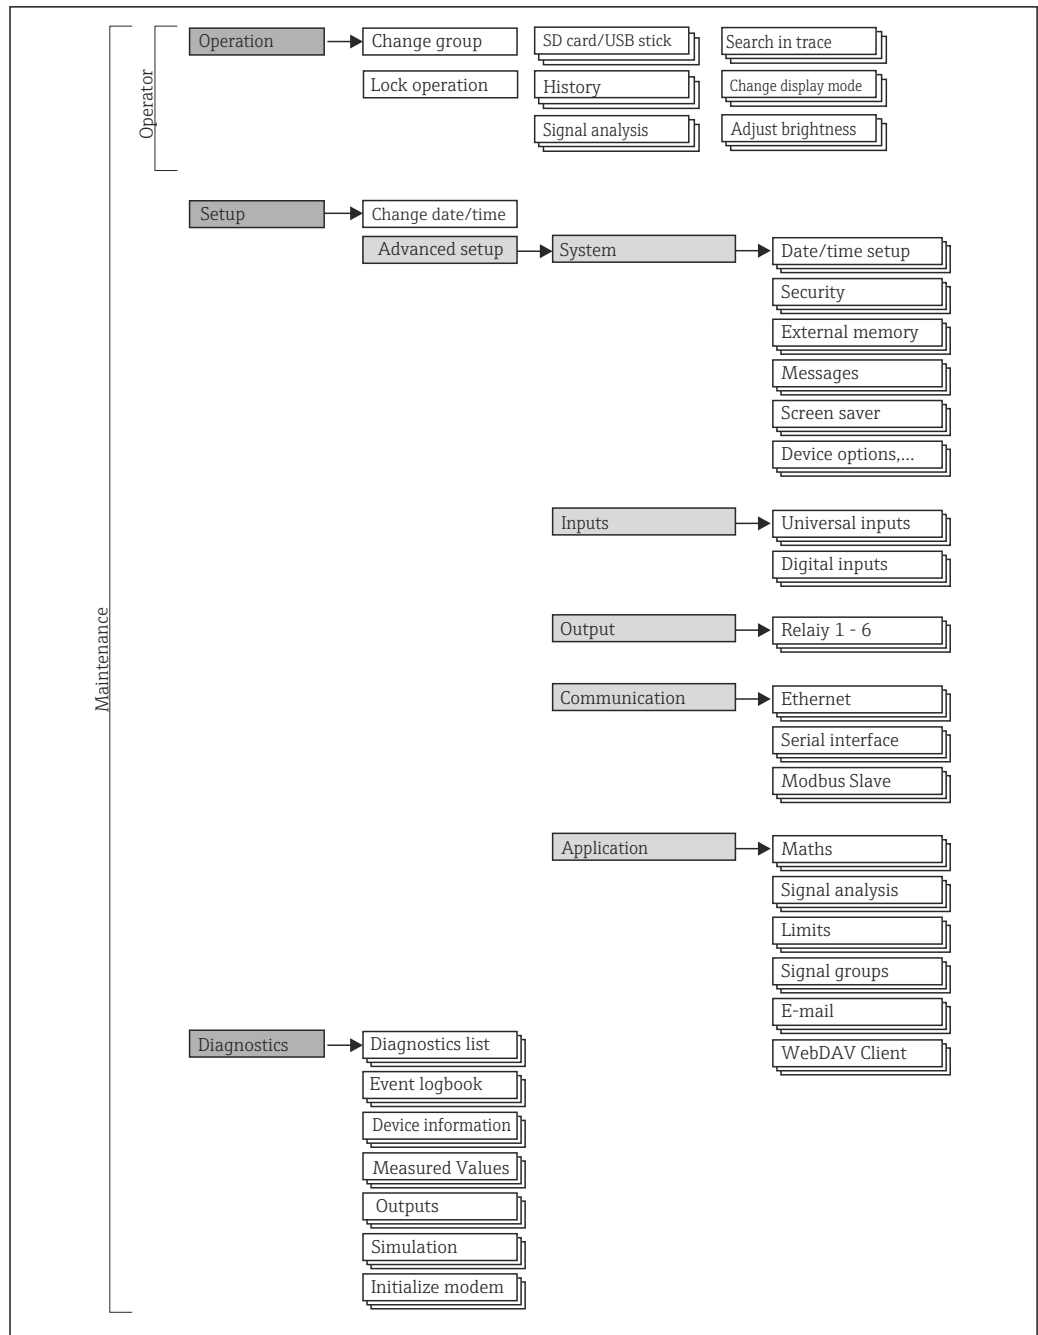 Operation
Change group
SD card/USB stick
Search in trace
Lock operation
History
Change display mode
Signal analysis
Adjust brightness
Operator
Setup
Change date/time
Advanced setup
System
Date/time setup
Security
External memory
Messages
Screen saver
Device options,...
Inputs
Universal inputs
Digital inputs
Output
Relaiy 1 - 6
Maintenance
Communication
Ethernet
Serial interface
Modbus Slave
Application
Maths
Signal analysis
Limits
Signal groups
E-mail
WebDAV Client
Diagnostics
Diagnostics list
Event logbook
Device information
Measured Values
Outputs
Simulation
Initialize modem